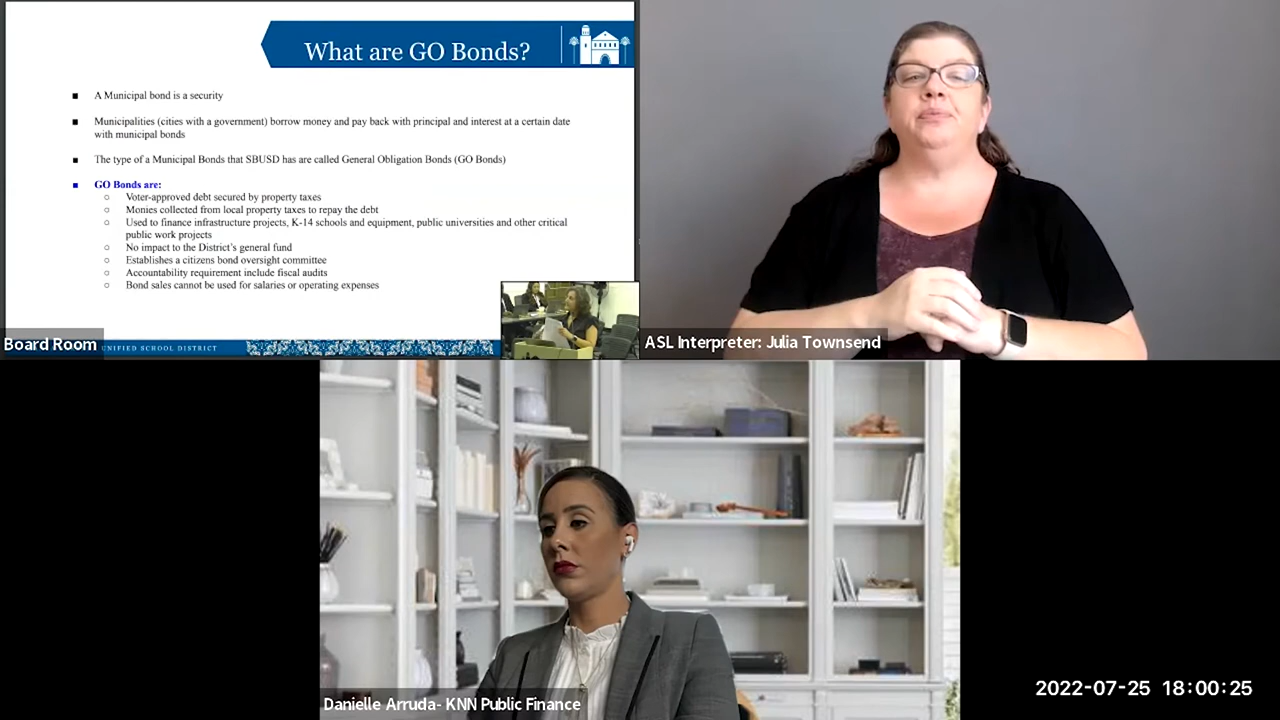 What are GO Bonds?
■ A Municipal bond is a security
■ Municipalities (cities with a government) borrow money and pay back with principal and interest at a certain date
with municipal bonds
■ The type of a Municipal Bonds that SBUSD has are called General Obligation Bonds (GO Bonds)
■ GO Bonds are:
○ Voter-approved debt secured by property taxes
○ Monies collected from local property taxes to repay the debt
○ Used to finance infrastructure projects, K-14 schools and equipment, public universities and other critical
public work projects
○ No impact to the District's general fund
○ Establishes a citizens bond oversight committee
○ Accountability requirement include fiscal audits
○ Bond sales cannot be used for salaries or operating expenses
Board Room
UNIFIED SCHOOL DISTRICT
ASL Interpreter: Julia Townsend
Danielle Arruda- KNN Public Finance
2022-07-25 18:00:25